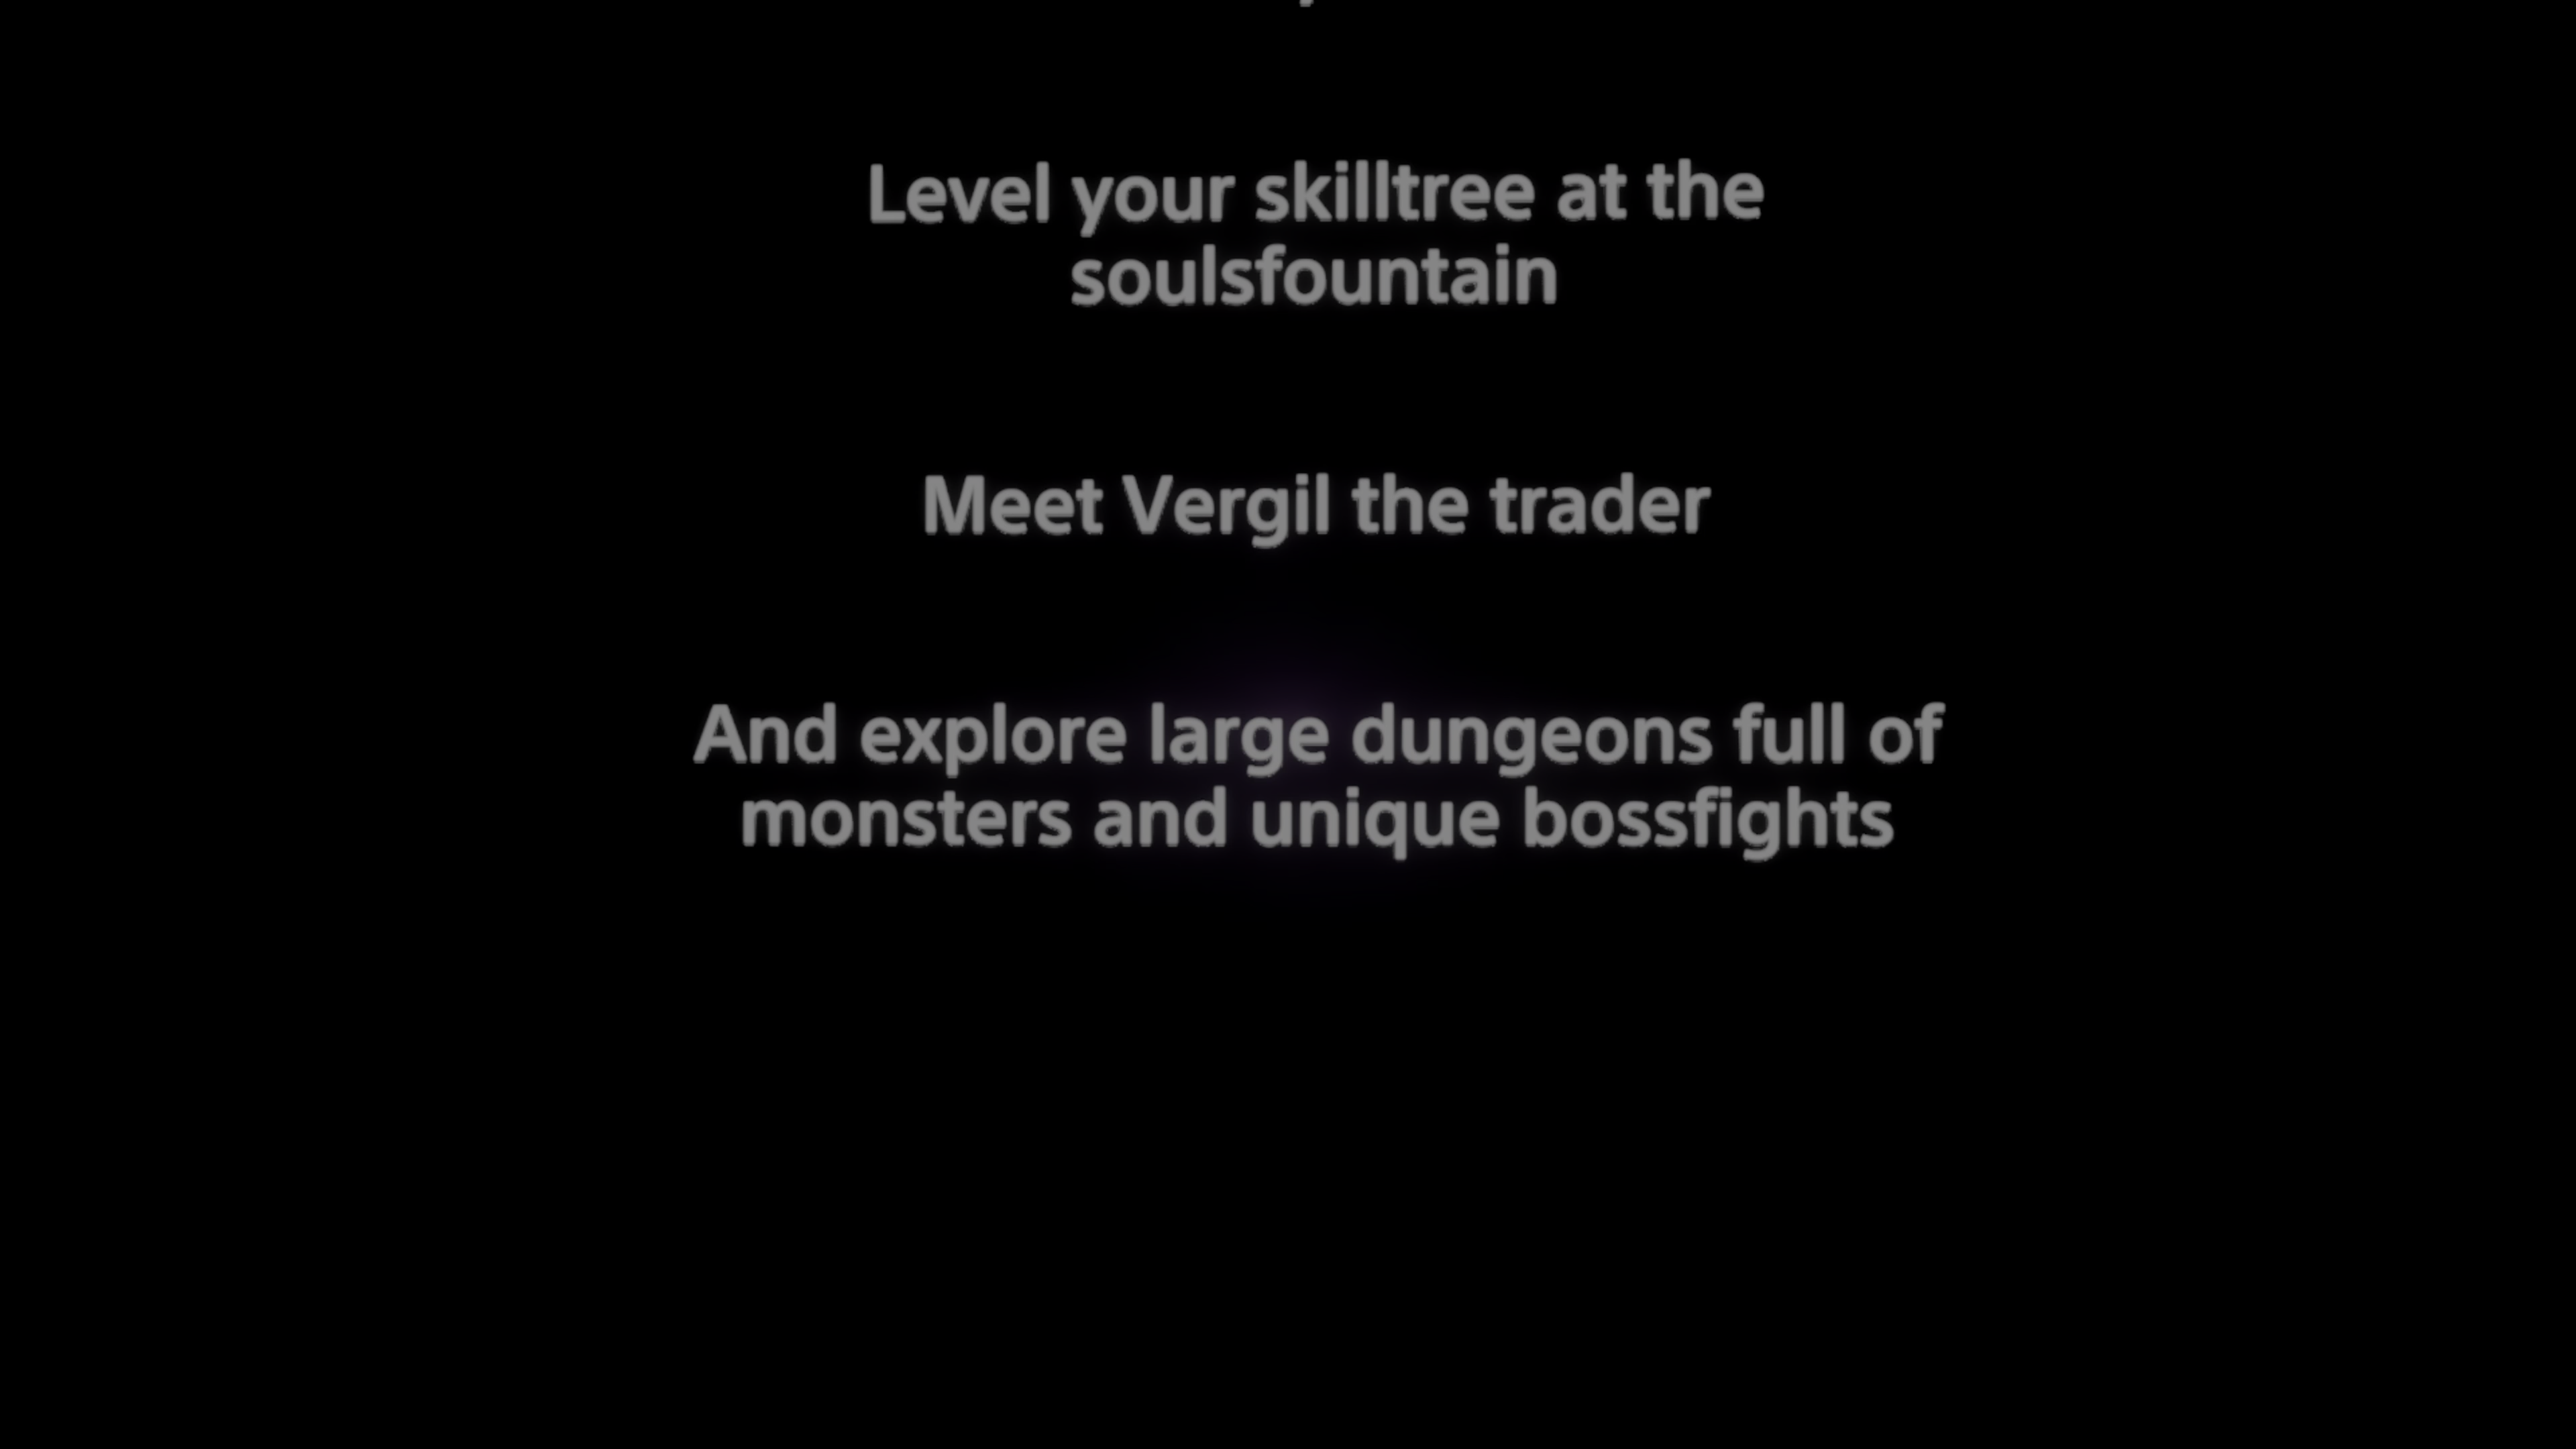 Level your skilltree at the
soulsfountain
Meet Vergil the trader
And explore large dungeons full of
monsters and unique bossfights